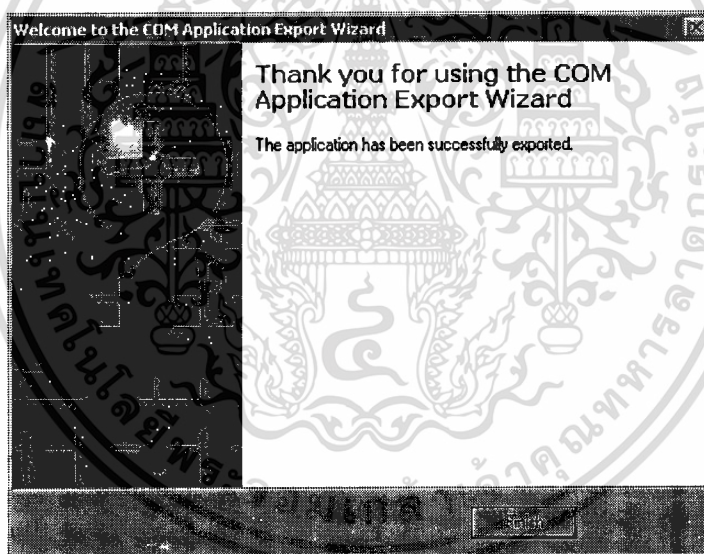 Welcome to the COM Application Export Wizard
Thank you for using the COM
Application Export Wizard
The application has been successfully exported.
Finish